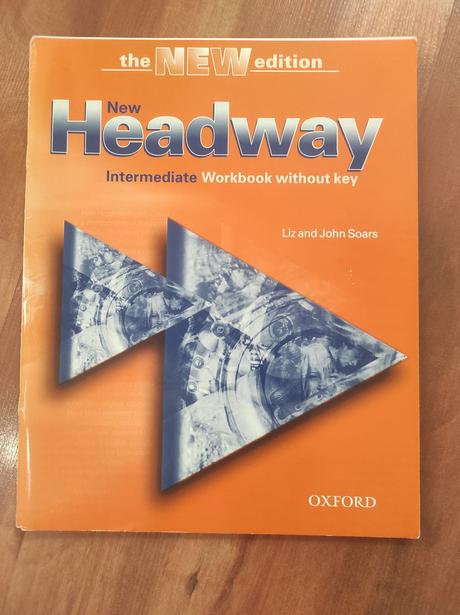 the NEW edition
New
Headway
Intermediate Workbook without key
Liz and John Soars
OXFORD